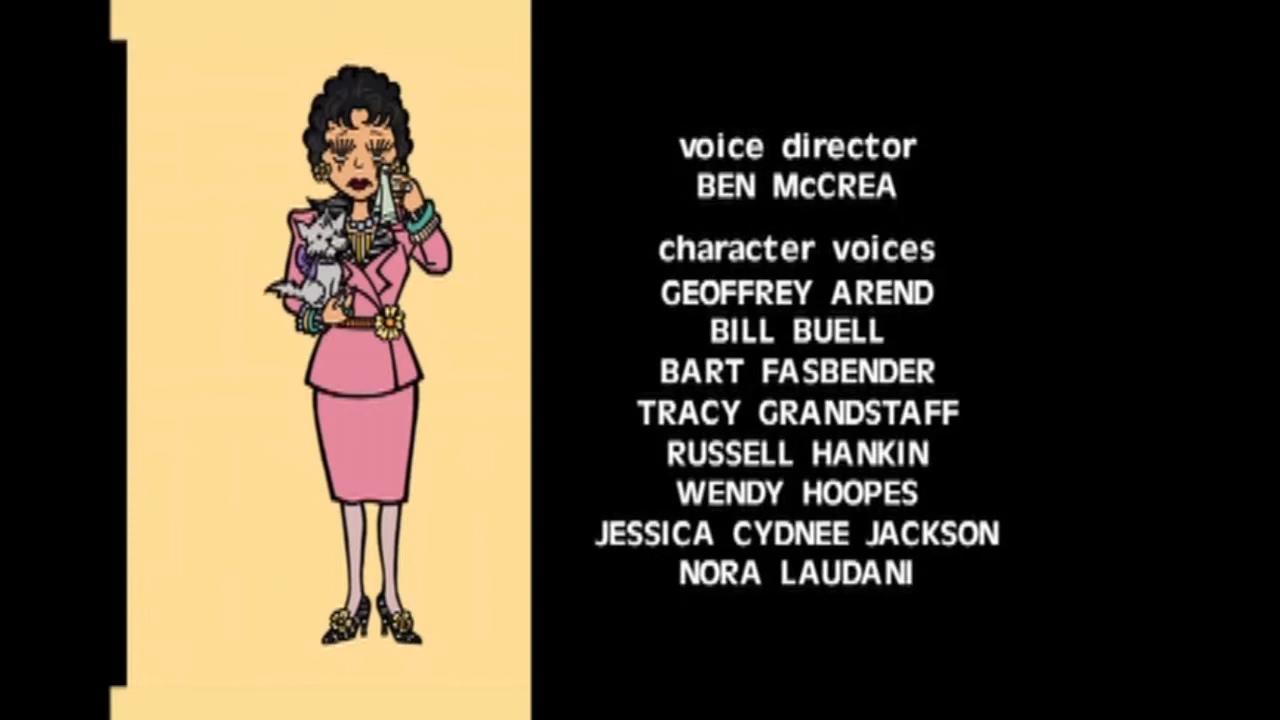 voice director
BEN McCREA
character voices
GEOFFREY AREND
BILL BUELL
BART FASBENDER
TRACY GRANDSTAFF
RUSSELL HANKIN
WENDY HOOPES
JESSICA CYDNEE JACKSON
NORA LAUDANI